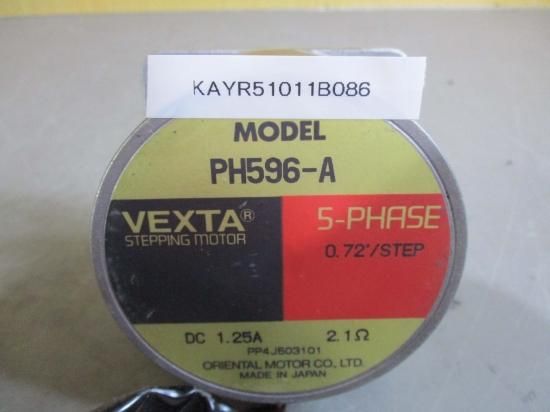 KAYR51011B086
MODEL
PH596-A
VEXTA®
STEPPING MOTOR
5-PHASE
0.72°/STEP
DC 1.25A 2.1Ω
PP4J503101
ORIENTAL MOTOR CO., LTD.
MADE IN JAPAN